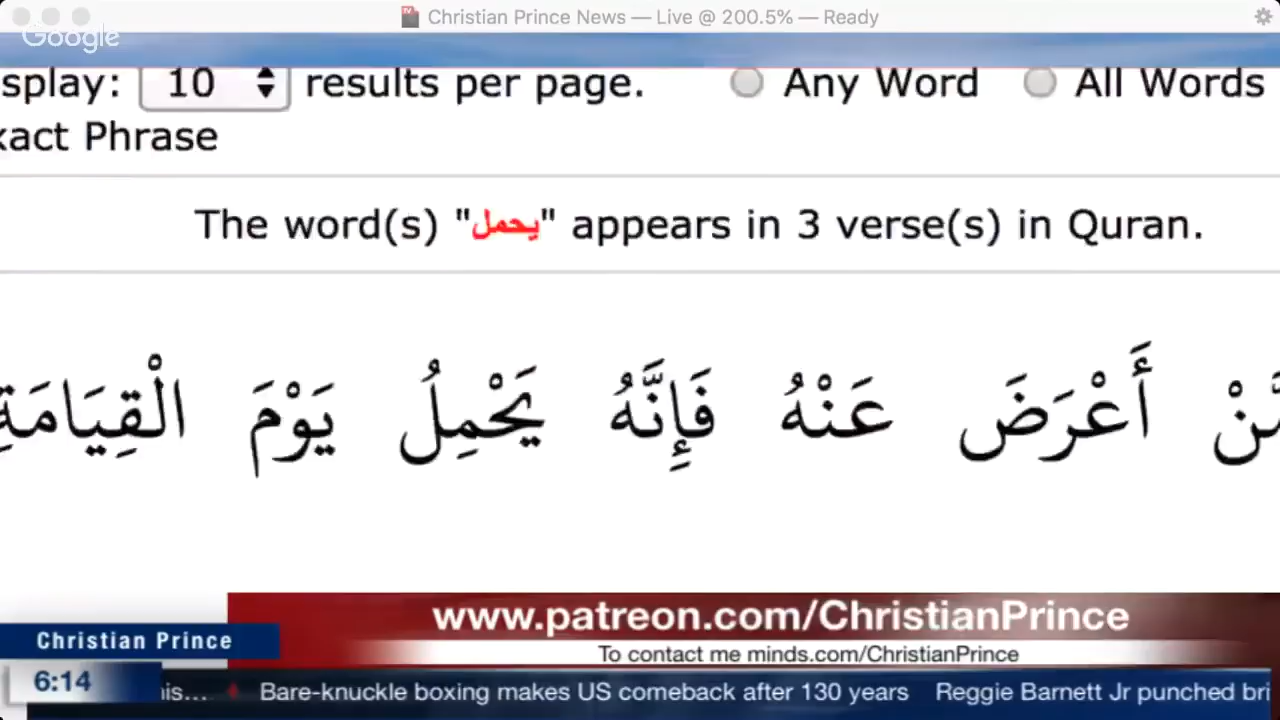 Christian Prince News — Live @ 200.5% — Ready
Google
splay: 10 results per page. Any Word All Words
xact Phrase
The word(s) "يحمل" appears in 3 verse(s) in Quran.
أَعْرَضَ عَنْهُ فَإِنَّهُ يَحْمِلُ يَوْمَ الْقِيَامَةِ
www.patreon.com/ChristianPrince
Christian Prince
To contact me minds.com/ChristianPrince
6:14 his... Bare-knuckle boxing makes US comeback after 130 years Reggie Barnett Jr punched bri